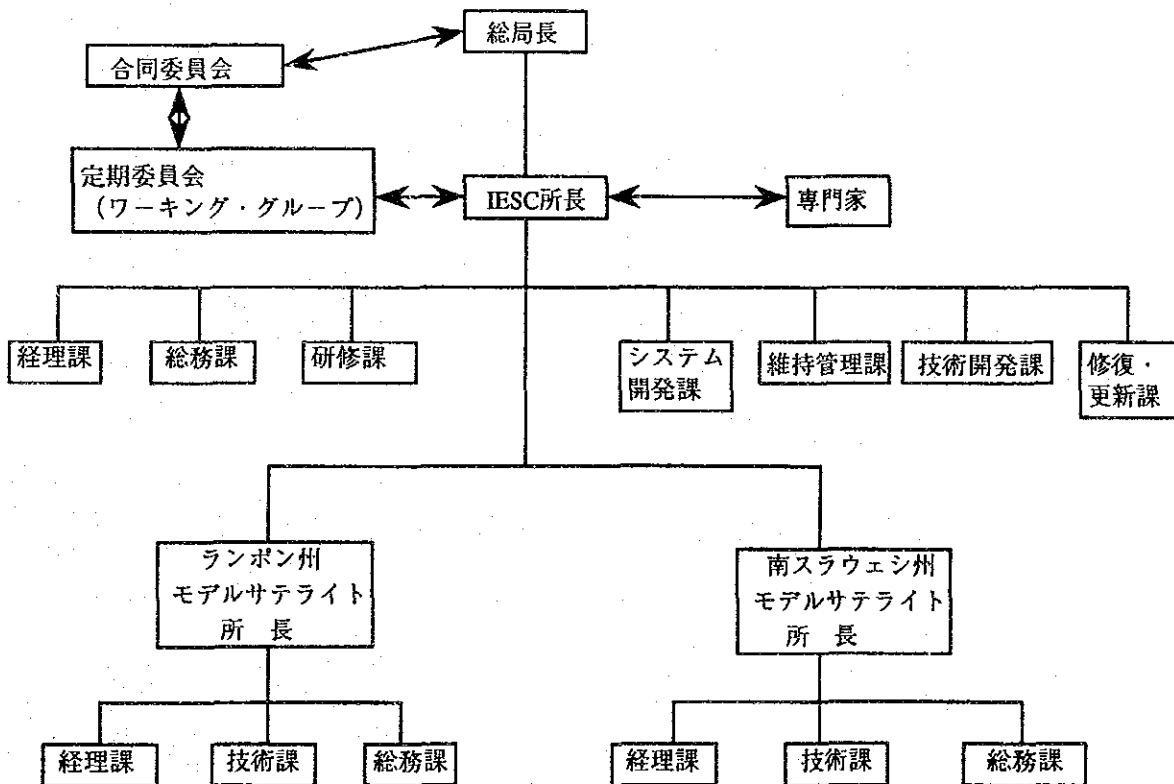 総局長
合同委員会
定期委員会
(ワーキング・グループ)
IESC所長
専門家
経理課
総務課
研修課
システム
開発課
維持管理課
技術開発課
修復・
更新課
ランポン州
モデルサテライト
所 長
南スラウェシ州
モデルサテライト
所 長
経理課
技術課
総務課
経理課
技術課
総務課